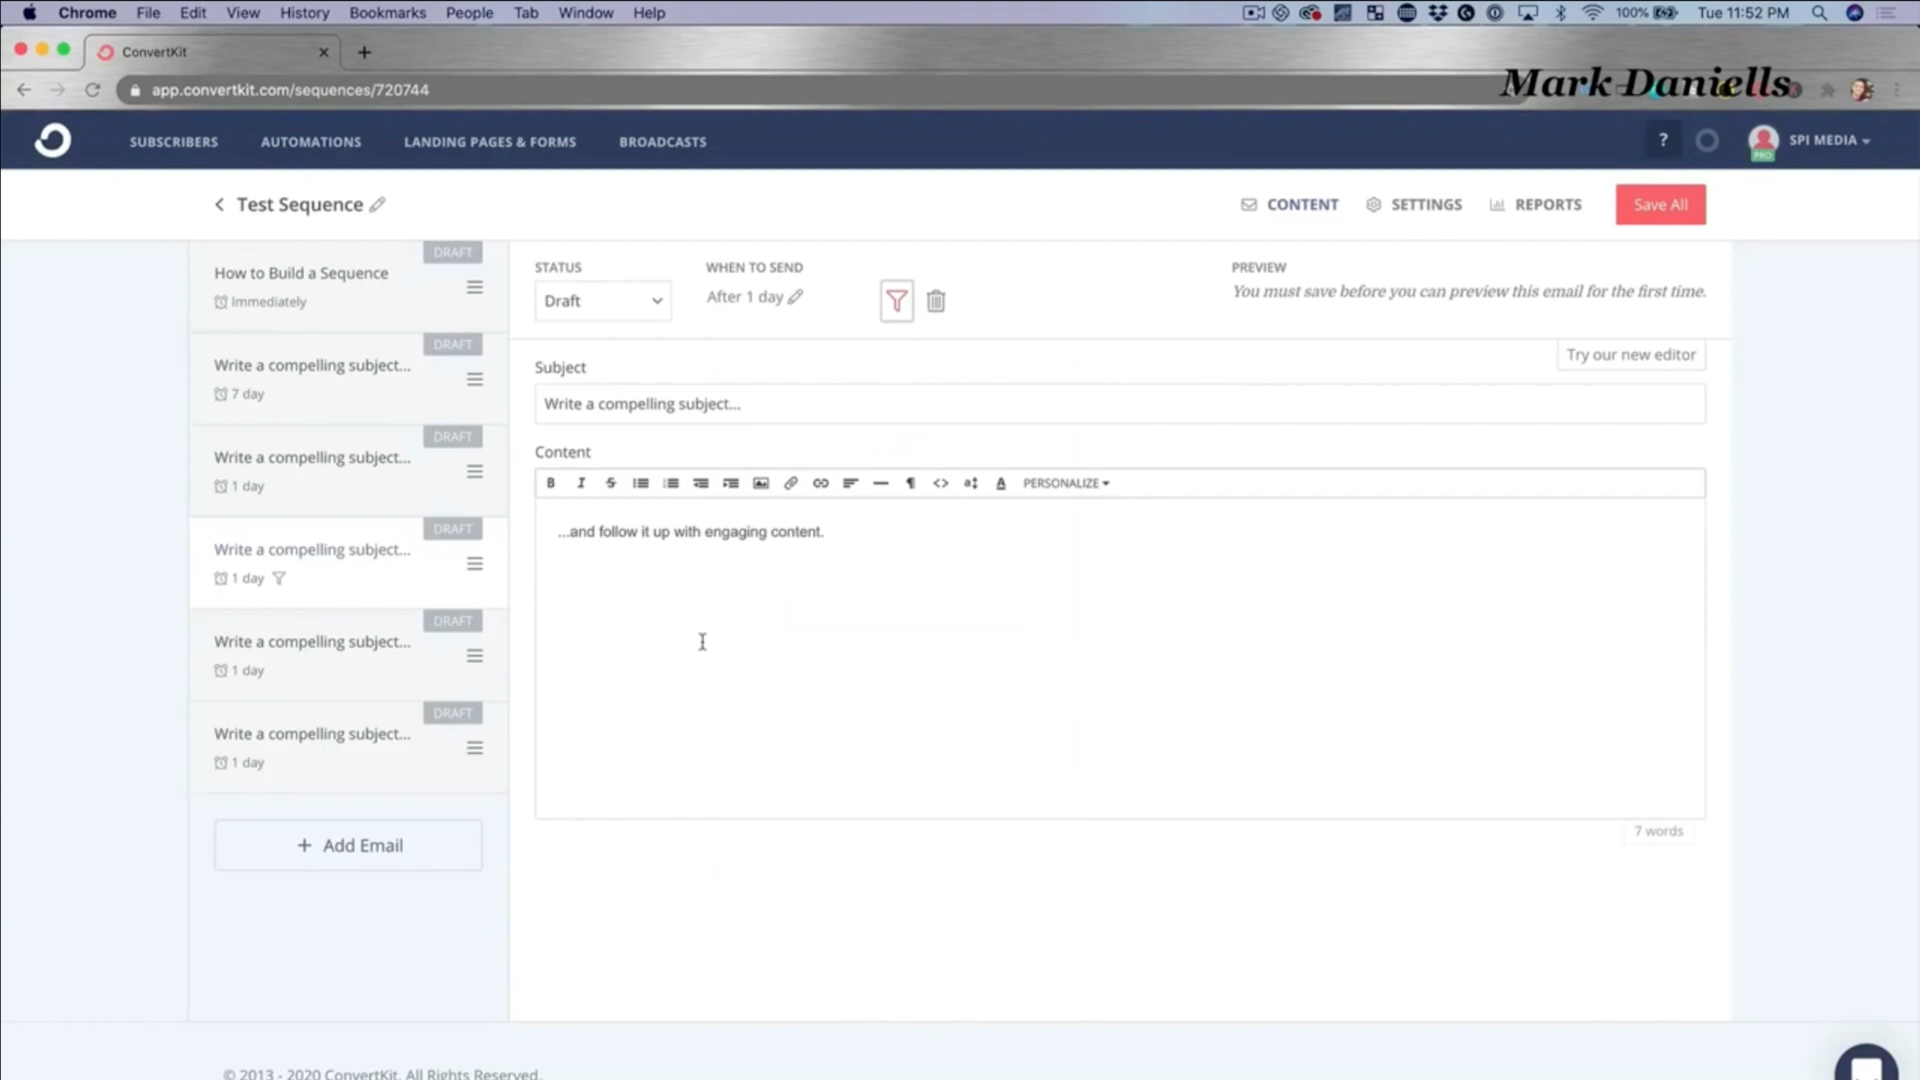 Chrome File Edit View History Bookmarks People Tab Window Help 100% Tue 11:52 PM
ConvertKit
app.convertkit.com/sequences/720744
Mark Daniells
SUBSCRIBERS AUTOMATIONS LANDING PAGES & FORMS BROADCASTS ? PRO SPI MEDIA
Test Sequence CONTENT SETTINGS REPORTS Save All
DRAFT
How to Build a Sequence
Immediately
DRAFT
Write a compelling subject...
7 day
DRAFT
Write a compelling subject...
1 day
DRAFT
Write a compelling subject...
1 day
DRAFT
Write a compelling subject...
1 day
DRAFT
Write a compelling subject...
1 day
+ Add Email
STATUS WHEN TO SEND PREVIEW
Draft After 1 day You must save before you can preview this email for the first time.
Try our new editor
Subject
Write a compelling subject...
Content
B I S PERSONALIZE
...and follow it up with engaging content.
7 words
© 2013 - 2020 ConvertKit. All Rights Reserved.